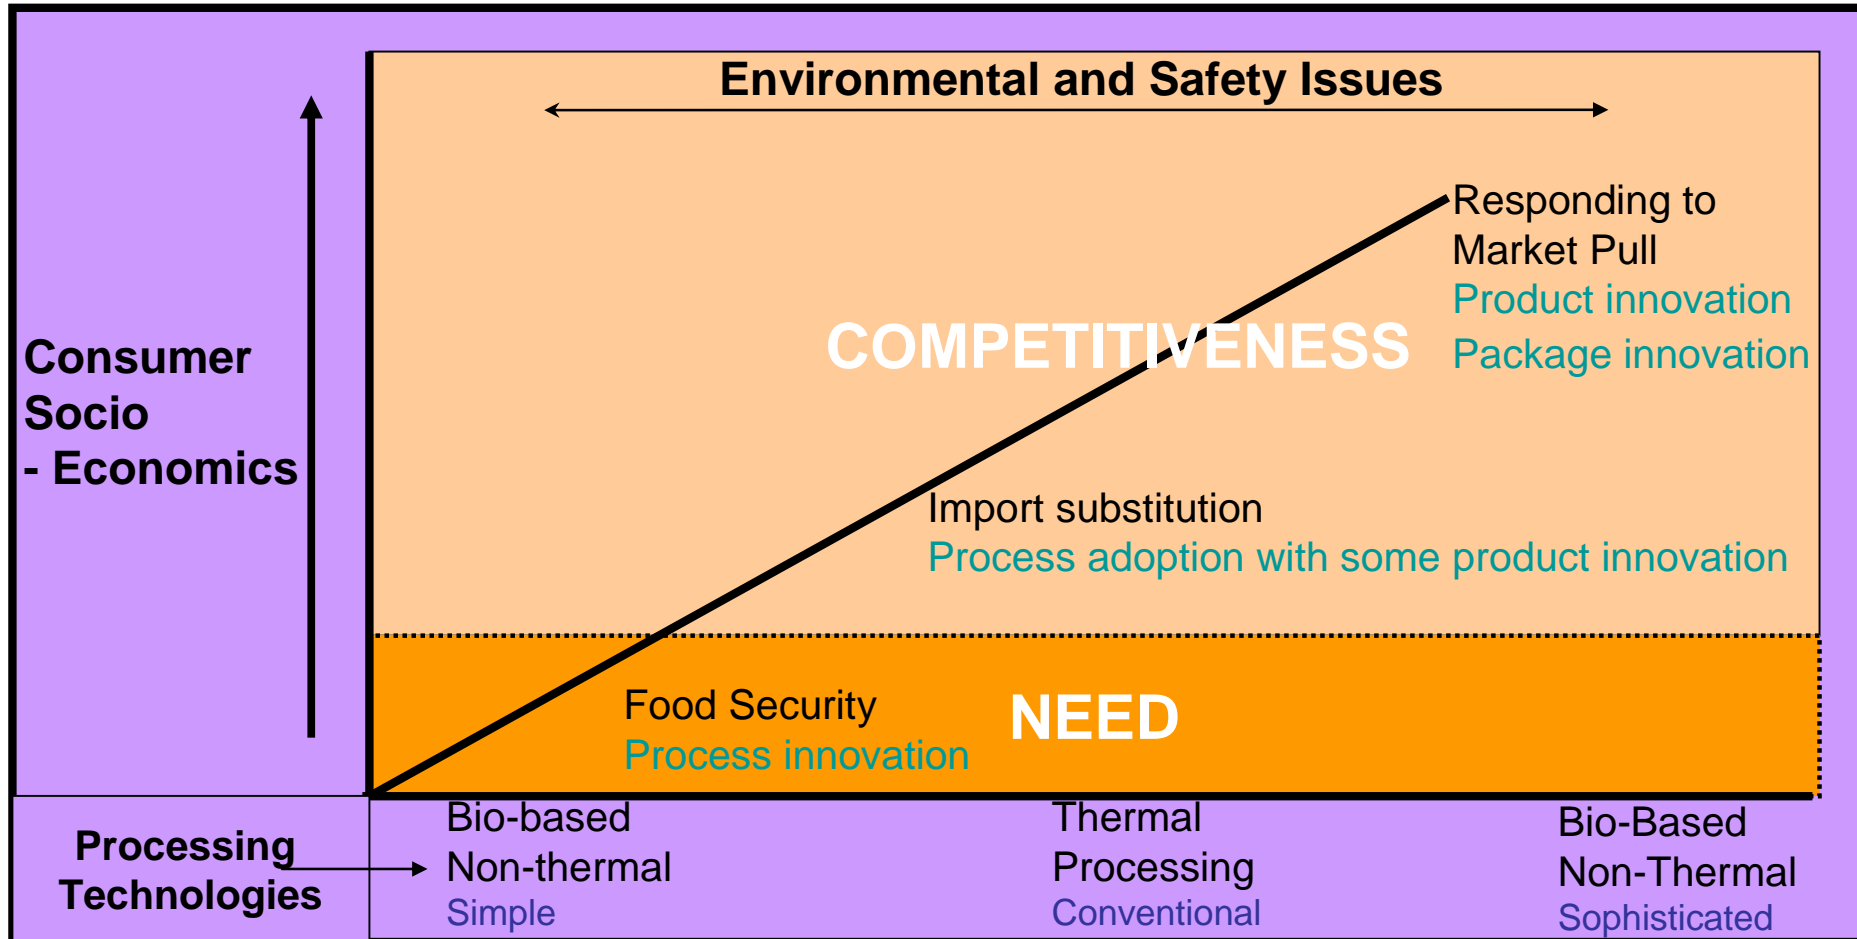 Environmental and Safety Issues
Responding to
Market Pull
Product innovation
Package innovation
COMPETITIVENESS
Consumer
Socio
- Economics
Import substitution
Process adoption with some product innovation
Food Security
Process innovation
NEED
Processing
Technologies
Bio-based
Non-thermal
Simple
Thermal
Processing
Conventional
Bio-Based
Non-Thermal
Sophisticated